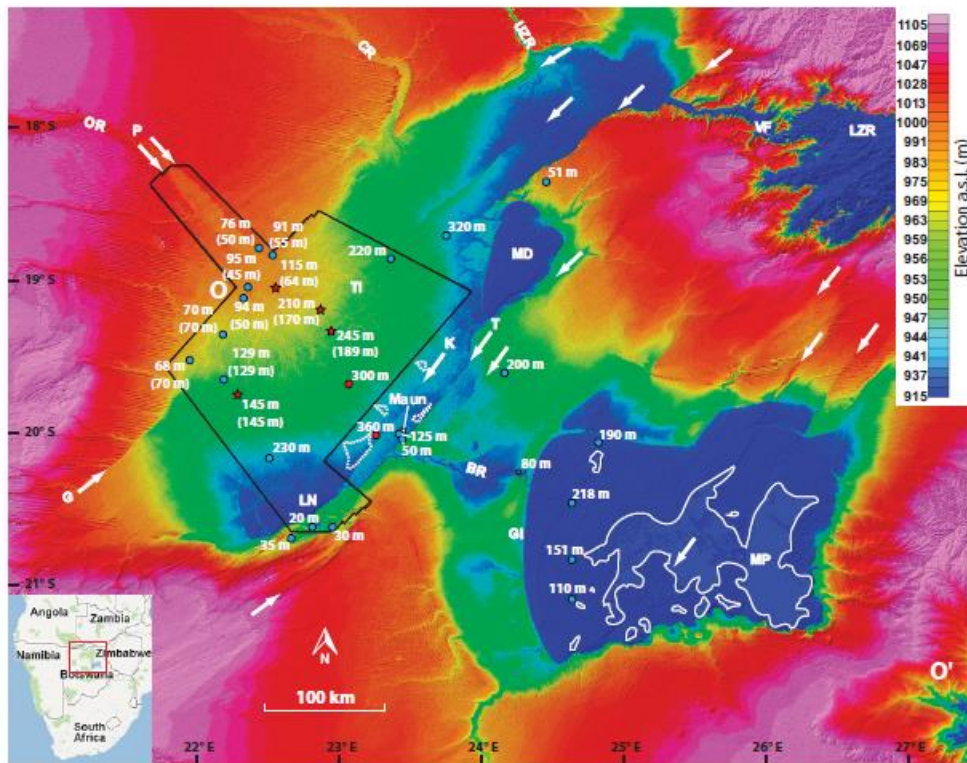 CR
UZR
OR
P
18° S
VF
LZR
51 m
76 m
(50 m)
91 m
(55 m)
320 m
MD
220 m
95 m
(45 m)
115 m
(64 m)
TI
19° S
O
94 m
(50 m)
210 m
(170 m)
70 m
(70 m)
245 m
(189 m)
T
K
68 m
(70 m)
129 m
(129 m)
200 m
300 m
145 m
(145 m)
Maun
20° S
360 m
125 m
50 m
190 m
230 m
BR
80 m
G
LN
218 m
20 m
30 m
35 m
GI
151 m
MP
110 m
21° S
N
100 km
O'
Angola
Zambia
Namibia
Zimbabwe
Botswana
South
Africa
22° E
23° E
24° E
25° E
26° E
27° E
1105
1069
1047
1028
1013
1000
991
983
975
967
963
959
956
953
950
947
945
944
941
937
915
Elevation a.s.l. (m)